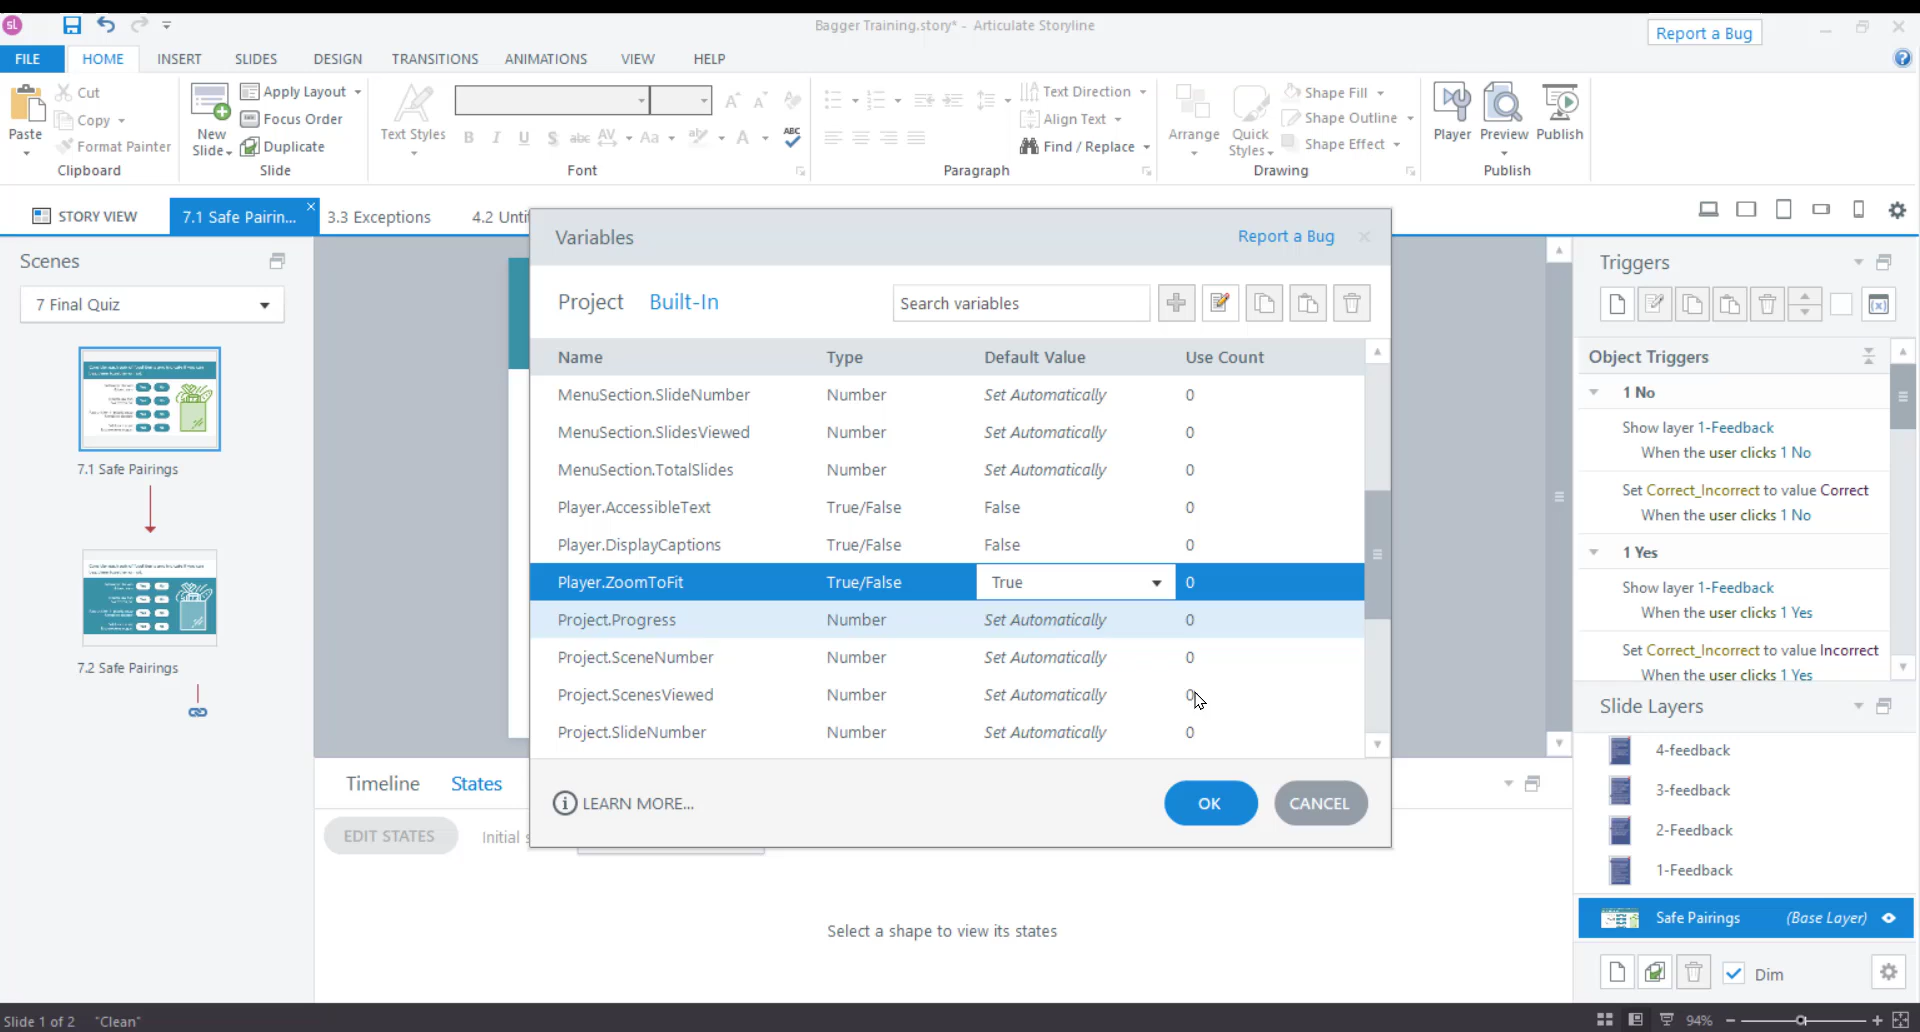 sl
Bagger Training.story* - Articulate Storyline
Report a Bug
FILE
HOME
INSERT
SLIDES
DESIGN
TRANSITIONS
ANIMATIONS
VIEW
HELP
Paste
Cut
Copy
Format Painter
Clipboard
New Slide
Apply Layout
Focus Order
Duplicate
Slide
Text Styles
B I U S abc AV Aa A ABC
Font
Text Direction
Align Text
Find / Replace
Paragraph
Arrange
Quick Styles
Shape Fill
Shape Outline
Shape Effect
Drawing
Player
Preview
Publish
Publish
STORY VIEW
7.1 Safe Pairin...
3.3 Exceptions
4.2 Unti
Scenes
7 Final Quiz
7.1 Safe Pairings
7.2 Safe Pairings
Variables
Report a Bug
Project
Built-In
Search variables
Name Type Default Value Use Count
MenuSection.SlideNumber Number Set Automatically 0
MenuSection.SlidesViewed Number Set Automatically 0
MenuSection.TotalSlides Number Set Automatically 0
Player.AccessibleText True/False False 0
Player.DisplayCaptions True/False False 0
Player.ZoomToFit True/False True 0
Project.Progress Number Set Automatically 0
Project.SceneNumber Number Set Automatically 0
Project.ScenesViewed Number Set Automatically 0
Project.SlideNumber Number Set Automatically 0
LEARN MORE...
OK
CANCEL
Timeline
States
EDIT STATES
Initial s
Select a shape to view its states
Triggers
Object Triggers
1 No
Show layer 1-Feedback
When the user clicks 1 No
Set Correct_Incorrect to value Correct
When the user clicks 1 No
1 Yes
Show layer 1-Feedback
When the user clicks 1 Yes
Set Correct_Incorrect to value Incorrect
When the user clicks 1 Yes
Slide Layers
4-feedback
3-feedback
2-Feedback
1-Feedback
Safe Pairings (Base Layer)
Dim
Slide 1 of 2 "Clean"
94%